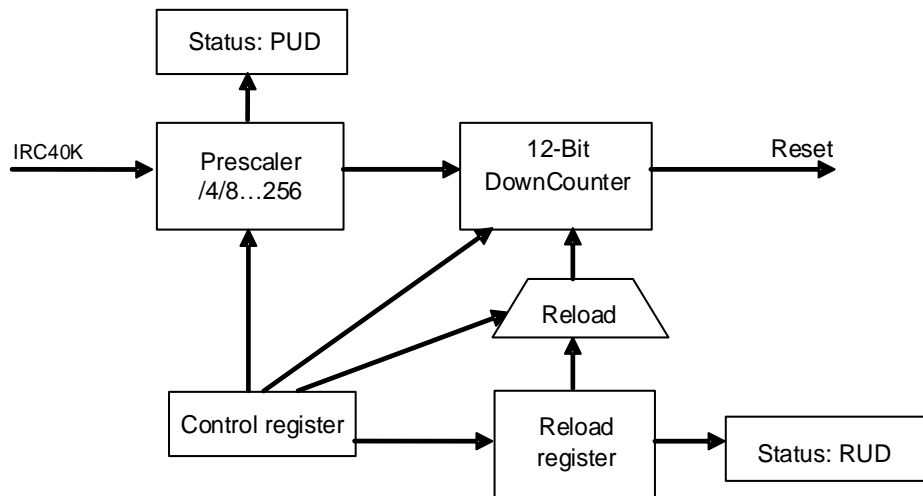 Status: PUD
IRC40K
Prescaler
/4/8…256
12-Bit
DownCounter
Reset
Reload
Control register
Reload
register
Status: RUD